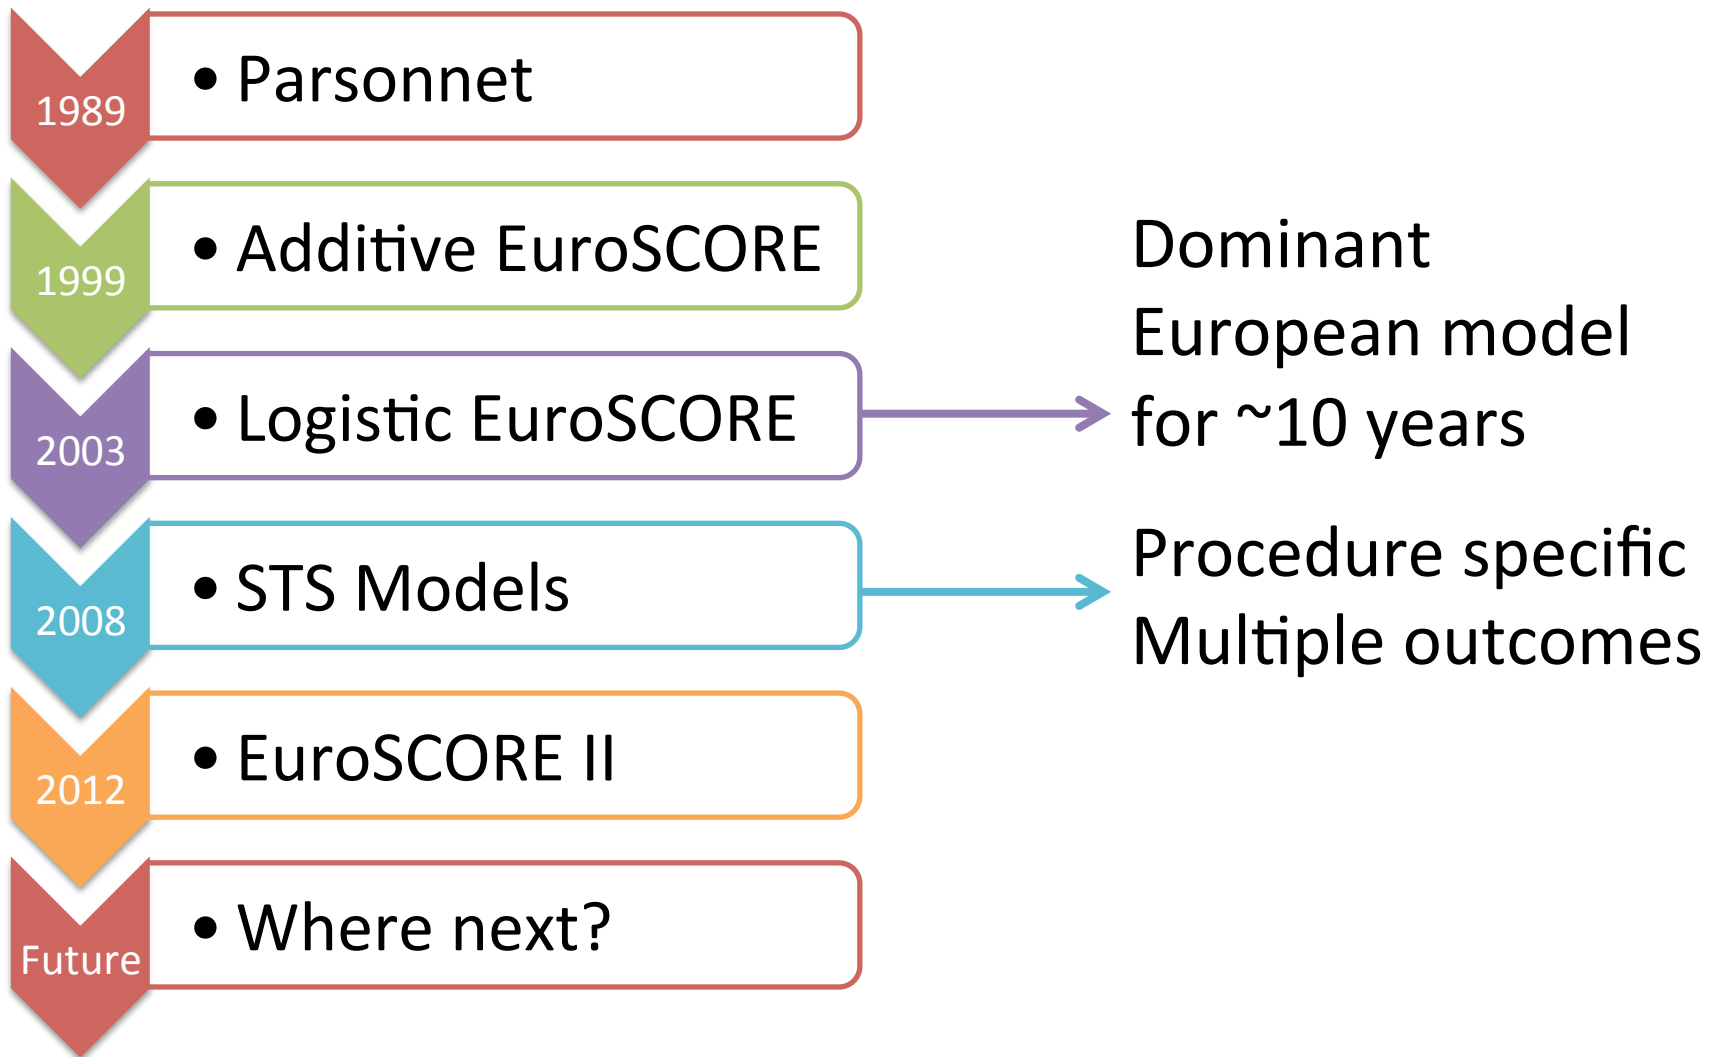 1989
• Parsonnet
1999
• Additive EuroSCORE
2003
• Logistic EuroSCORE
Dominant
European model
for ~10 years
2008
• STS Models
Procedure specific
Multiple outcomes
2012
• EuroSCORE II
Future
• Where next?